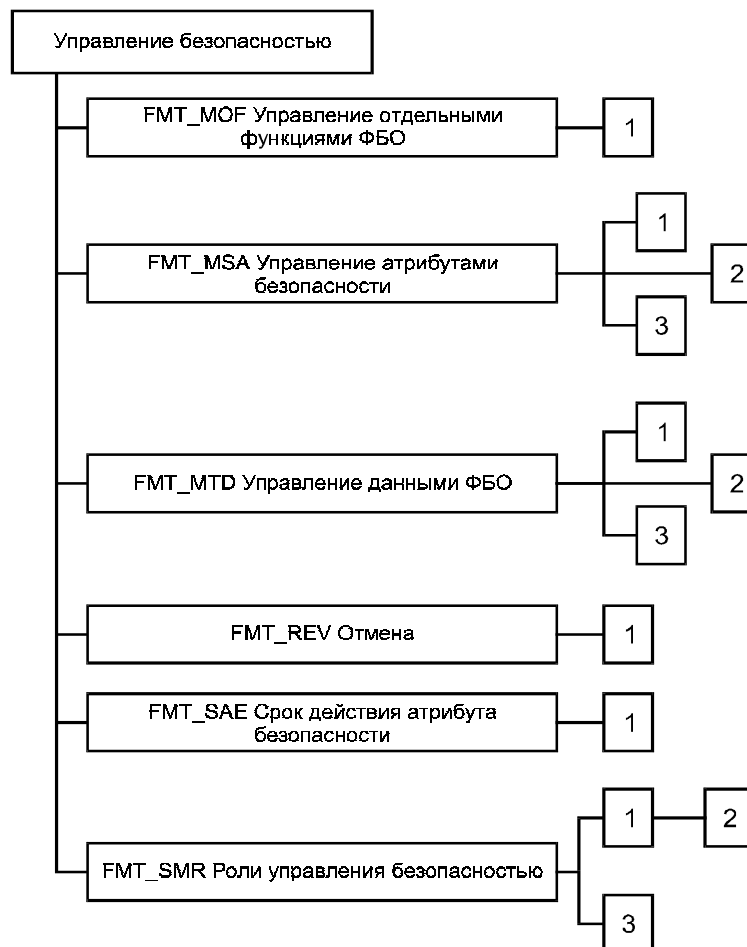 Управление безопасностью
FMT_MOF Управление отдельными
функциями ФБО
1
1
FMT_MSA Управление атрибутами
безопасности
2
3
1
FMT_MTD Управление данными ФБО
2
3
FMT_REV Отмена
1
FMT_SAE Срок действия атрибута
безопасности
1
1
2
FMT_SMR Роли управления безопасностью
3